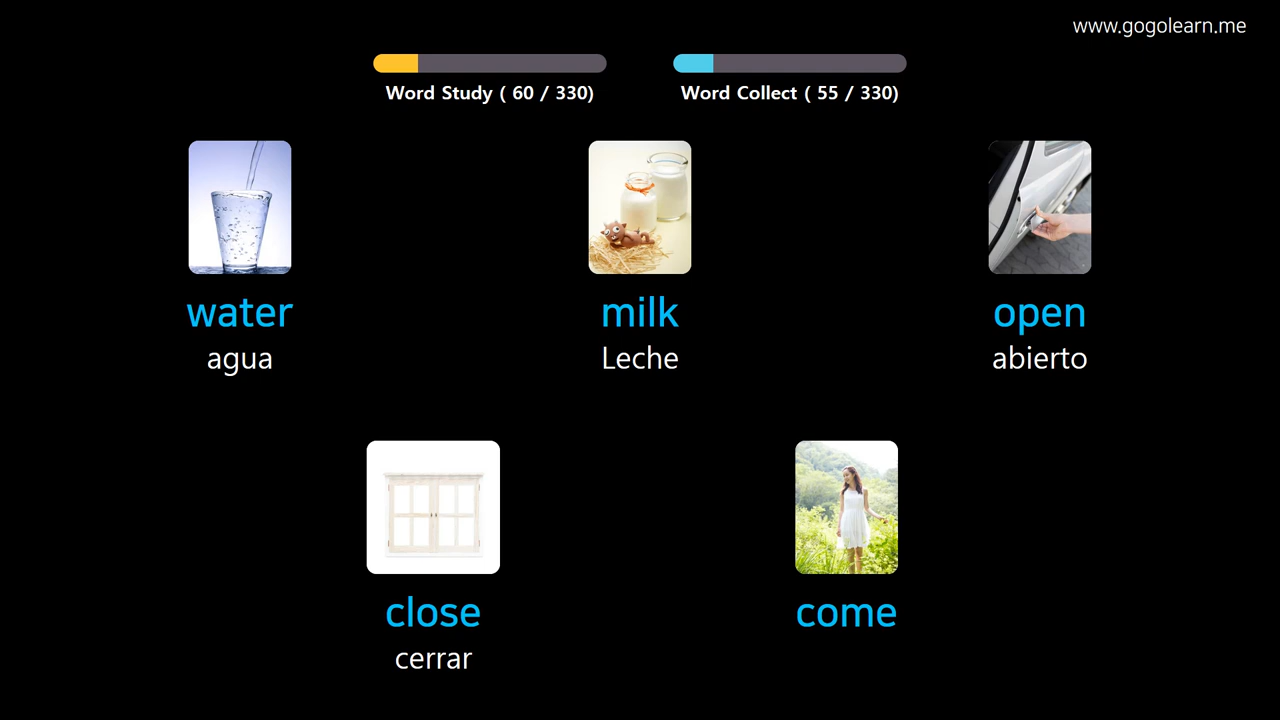 www.gogolearn.me
Word Study ( 60 / 330)
Word Collect ( 55 / 330)
water
agua
milk
Leche
open
abierto
close
cerrar
come